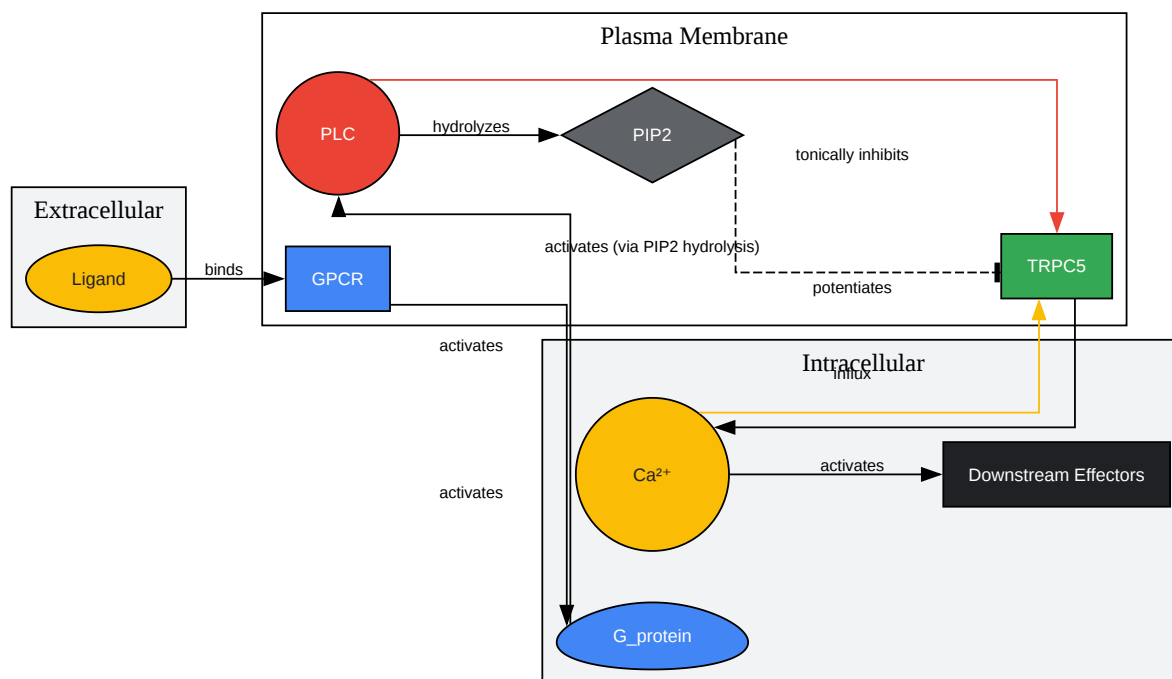 Plasma Membrane
PLC
hydrolyzes
PIP2
tonically inhibits
Extracellular
Ligand
binds
GPCR
activates (via PIP2 hydrolysis)
TRPC5
potentiates
activates
Intracellular
influx
Ca²⁺
activates
Downstream Effectors
activates
G_protein